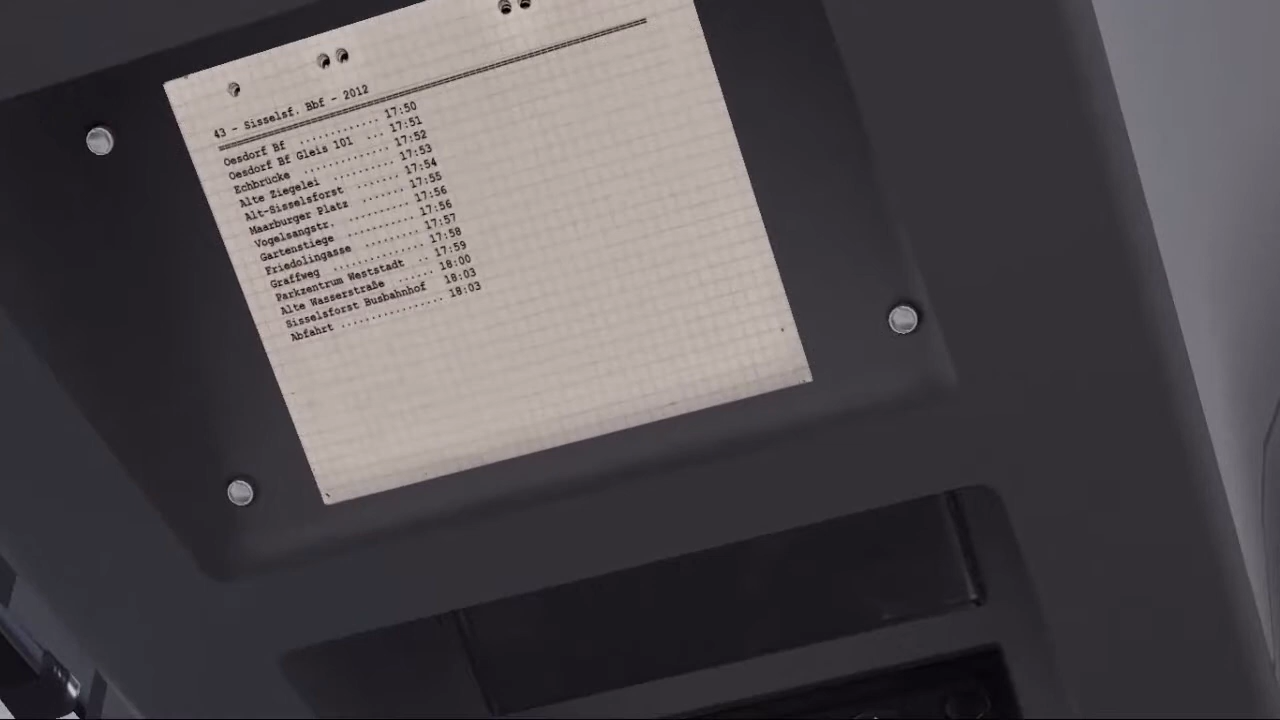 43 - Sisselsf. Bbf - 2012
Oesdorf Bf ............ 17:50
Oesdorf Bf Gleis 101 ... 17:51
Echbrücke ............. 17:52
Alte Ziegelei .......... 17:53
Alt-Sisselsforst ....... 17:54
Maarburger Platz ....... 17:55
Vogelsangstr. .......... 17:56
Gartenstiege ........... 17:56
Friedolingasse ......... 17:57
Graffweg ............... 17:58
Parkzentrum Weststadt .. 17:59
Alte Wasserstraße ...... 18:00
Sisselsforst Busbahnhof 18:03
Abfahrt ................ 18:03